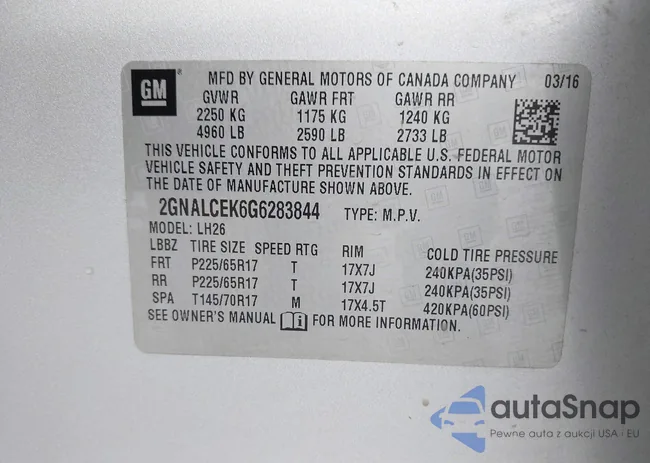 GM
MFD BY GENERAL MOTORS OF CANADA COMPANY 03/16
GVWR GAWR FRT GAWR RR
2250 KG 1175 KG 1240 KG
4960 LB 2590 LB 2733 LB
THIS VEHICLE CONFORMS TO ALL APPLICABLE U.S. FEDERAL MOTOR
VEHICLE SAFETY AND THEFT PREVENTION STANDARDS IN EFFECT ON
THE DATE OF MANUFACTURE SHOWN ABOVE.
2GNALCEK6G6283844 TYPE: M.P.V.
MODEL: LH26
LBBZ TIRE SIZE SPEED RTG RIM COLD TIRE PRESSURE
FRT P225/65R17 T 17X7J 240KPA(35PSI)
RR P225/65R17 T 17X7J 240KPA(35PSI)
SPA T145/70R17 M 17X4.5T 420KPA(60PSI)
SEE OWNER'S MANUAL FOR MORE INFORMATION.
autaSnap
Pewne auta z aukcji USA i EU